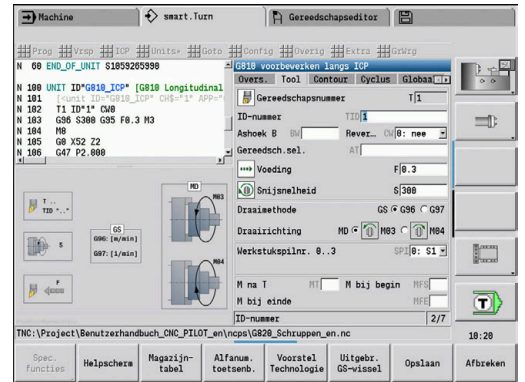 Machine
smart.Turn
Gereedschapseditor
Prog Vrsp ICP Units» Goto Config Overig Extra GrWrg
N 60 END_OF_UNIT S1859265998
N 100 UNIT ID"G810_ICP" [G810 Longitudinal
N 101 [<unit ID="G810_ICP" CH$="1" APP="
N 102 T1 ID"1" CW0
N 103 G96 S300 G95 F0.3 M3
N 104 M8
N 105 G0 X52 Z2
N 106 G47 P2.000
G810 voorbewerken langs ICP
Overs. Tool Contour Cyclus Globaa
Gereedschapsnummer T 1
ID-nummer TID 1
Ashoek B BW Rever… CW 0: nee
Gereedsch.sel. AT
Voeding F 0.3
Snijsnelheid S 300
Draaimethode GS G96 G97
Draairichting MD M03 M04
Werkstukspilnr. 0..3 SPI 0: S1
M na T MT M bij begin MFS
M bij einde MFE
ID-nummer 2/7
T ..
TID ".."
S
F
GS
G96: [m/min]
G97: [1/min]
MD
M03
M04
T
TNC:\Project\Benutzerhandbuch_CNC_PILOT_en\ncps\G820_Schruppen_en.nc
10:20
Spec. functies
Helpscherm
Magazijn-tabel
Alfanum. toetsenb.
Voorstel Technologie
Uitgebr. GS-wissel
Opslaan
Afbreken